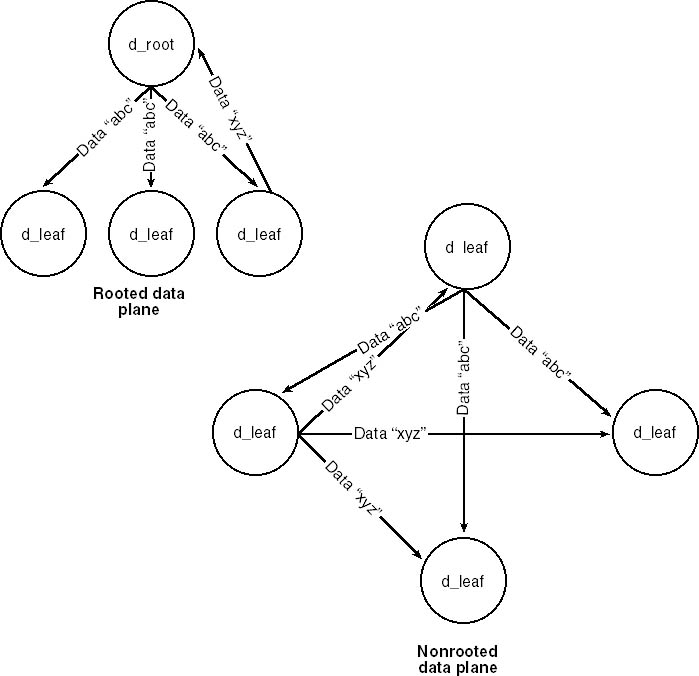 d_root
Data “abc”
Data “abc”
Data “abc”
Data “xyz”
d_leaf
d_leaf
d_leaf
Rooted data
plane
d leaf
Data “abc”
Data “xyz”
Data “abc”
Data “abc”
d_leaf
Data “xyz”
d_leaf
Data “xyz”
d_leaf
Nonrooted
data plane